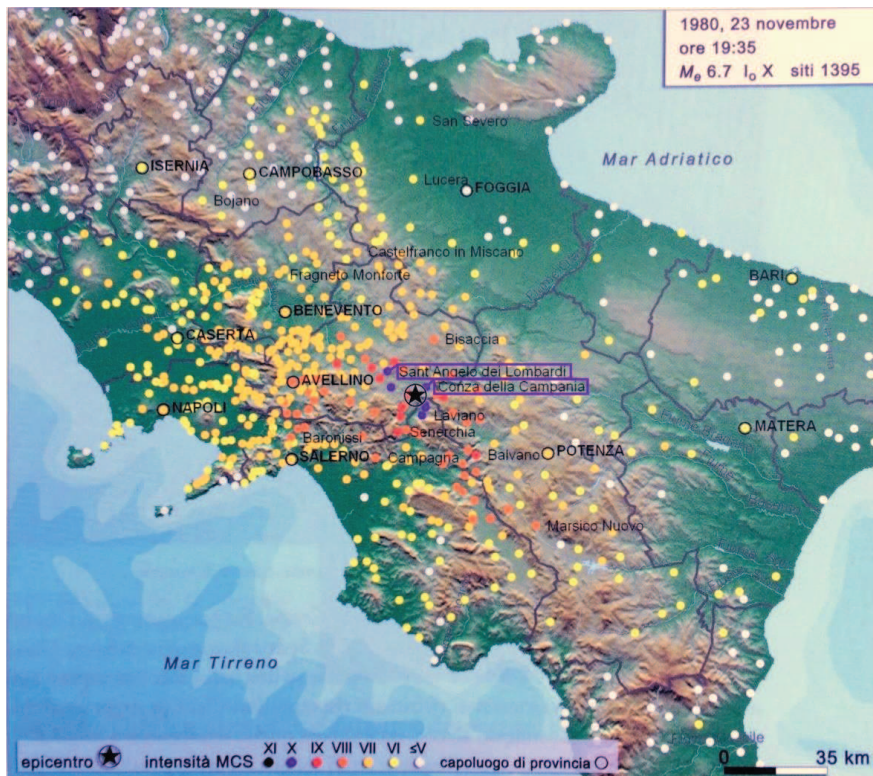 1980, 23 novembre
ore 19:35
Me 6.7 Io X siti 1395
San Severo
Mar Adriatico
ISERNIA
CAMPOBASSO
Lucera
FOGGIA
Bojano
Castelfranco in Miscano
Fragneto Monforte
BARI
BENEVENTO
CASERTA
Bisaccia
Sant'Angelo dei Lombardi
AVELLINO
Conza della Campania
NAPOLI
Laviano
MATERA
Baronissi
Senerchia
SALERNO
Campagna
Balvano
POTENZA
Marsico Nuovo
Mar Tirreno
XI X IX VIII VII VI ≤V
epicentro
intensità MCS
capoluogo di provincia
0 35 km